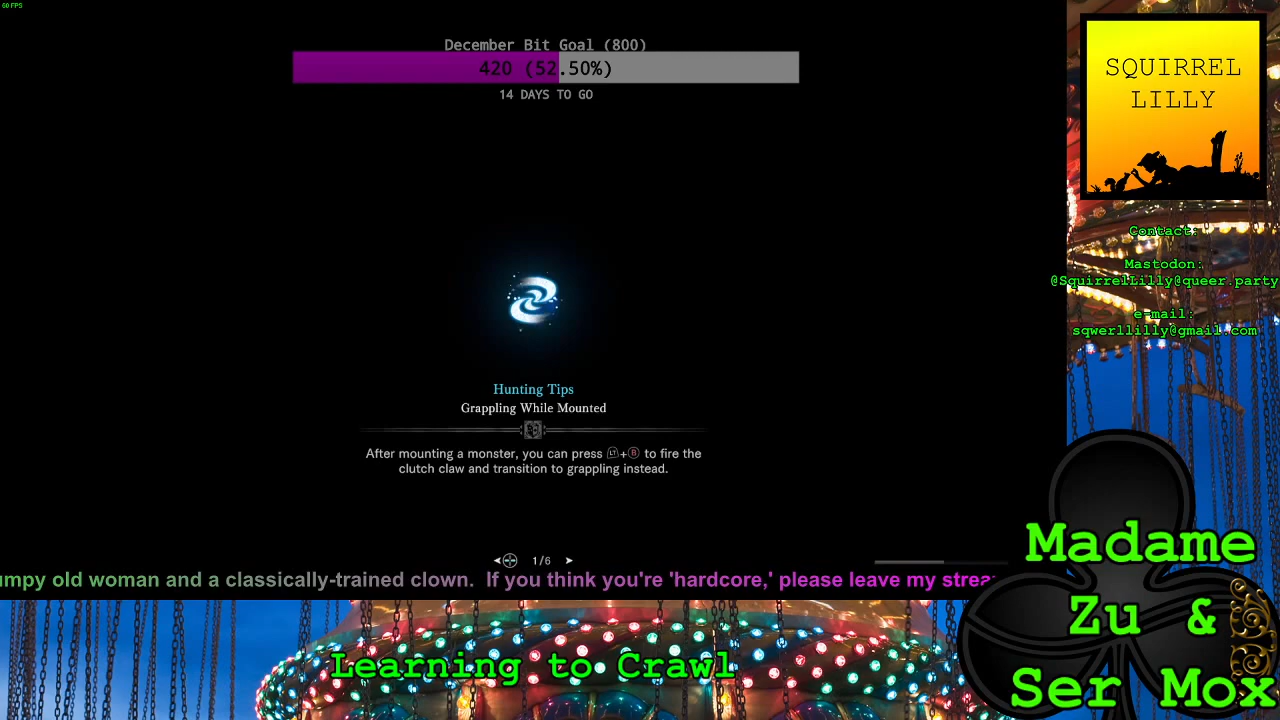 60 FPS
December Bit Goal (800)
420 (52.50%)
14 DAYS TO GO
SQUIRREL
LILLY
Contact:
Mastodon:
@SquirrelLilly@queer.party
e-mail:
sqwerllilly@gmail.com
Hunting Tips
Grappling While Mounted
After mounting a monster, you can press LT+B to fire the
clutch claw and transition to grappling instead.
1/6
umpy old woman and a classically-trained clown. If you think you're 'hardcore,' please leave my strea
Learning to Crawl
Madame
Zu &
Ser Mox